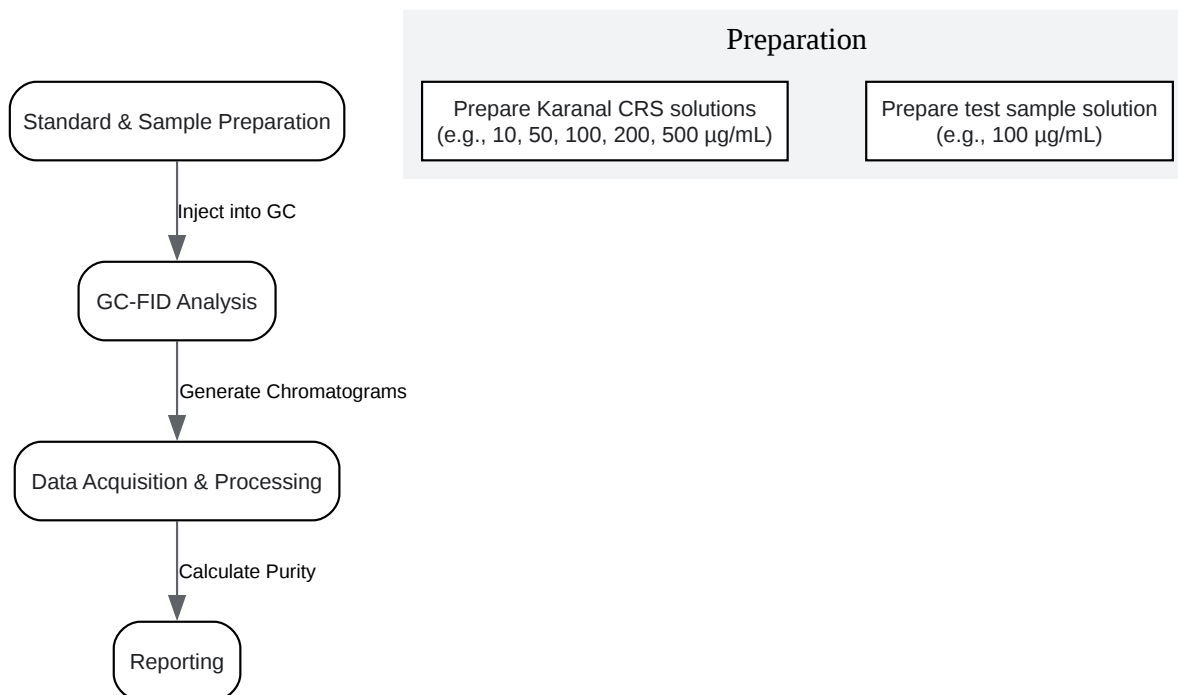 Preparation
Standard & Sample Preparation
Prepare Karanal CRS solutions
(e.g., 10, 50, 100, 200, 500 µg/mL)
Prepare test sample solution
(e.g., 100 µg/mL)
Inject into GC
GC-FID Analysis
Generate Chromatograms
Data Acquisition & Processing
Calculate Purity
Reporting